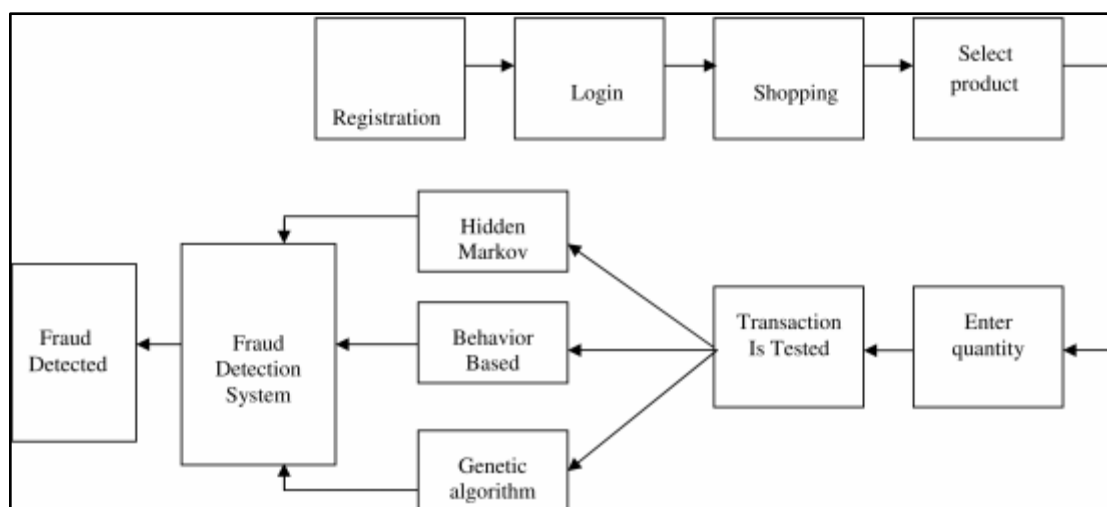 Registration
Login
Shopping
Select
product
Hidden
Markov
Fraud
Detected
Fraud
Detection
System
Behavior
Based
Transaction
Is Tested
Enter
quantity
Genetic
algorithm